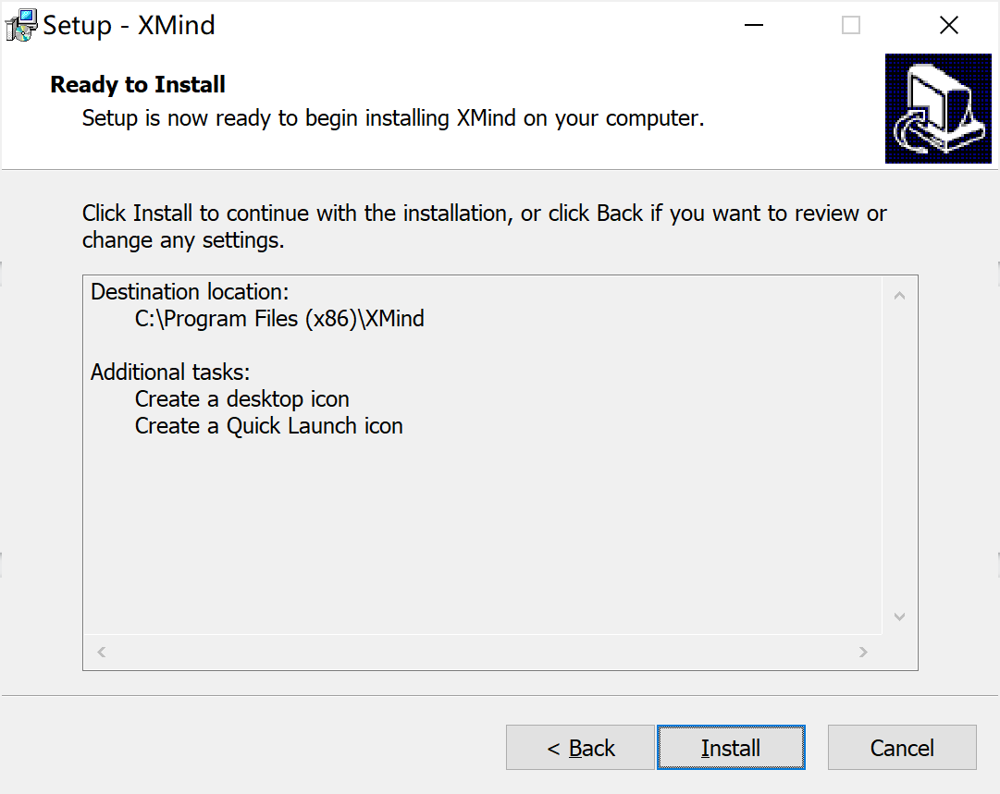 Setup - XMind
Ready to Install
Setup is now ready to begin installing XMind on your computer.
Click Install to continue with the installation, or click Back if you want to review or
change any settings.
Destination location:
C:\Program Files (x86)\XMind
Additional tasks:
Create a desktop icon
Create a Quick Launch icon
< Back
Install
Cancel